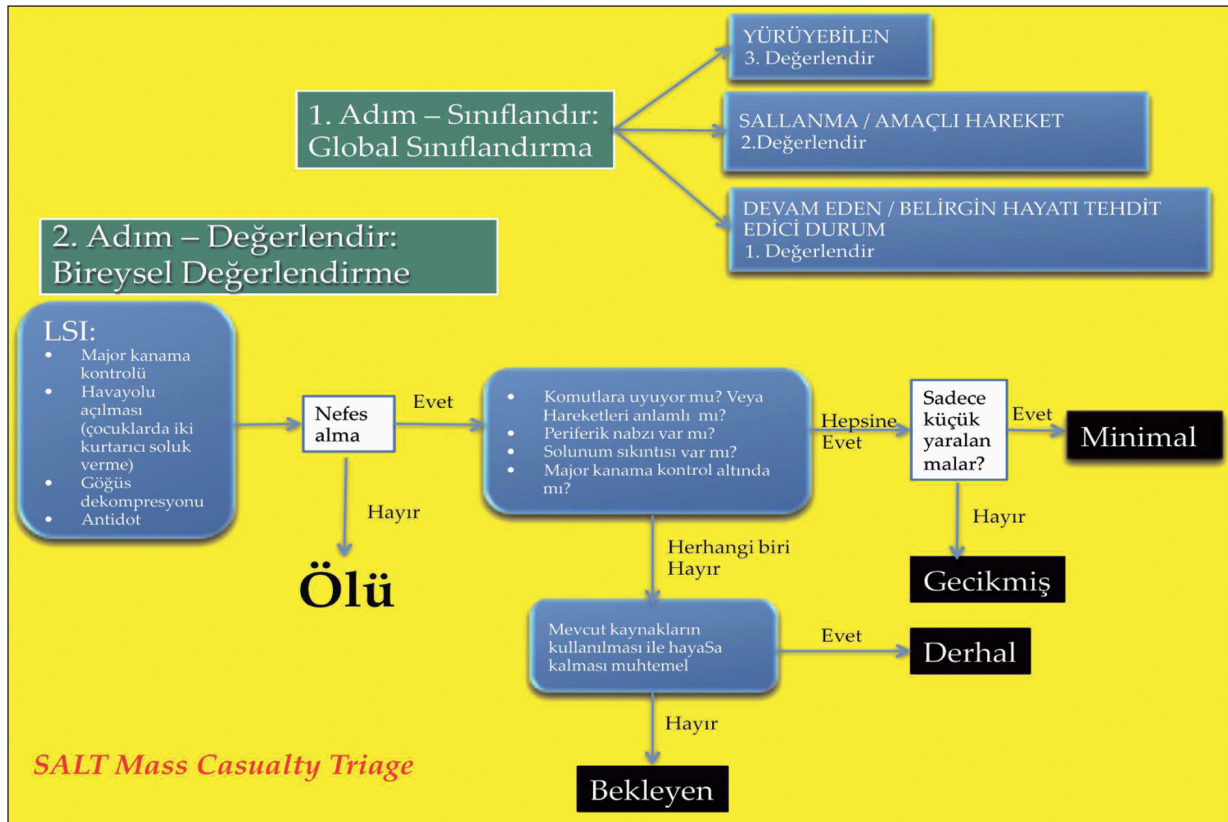 YÜRÜYEBİLEN
3. Değerlendir
1. Adım – Sınıflandır:
Global Sınıflandırma
SALLANMA / AMAÇLI HAREKET
2.Değerlendir
DEVAM EDEN / BELİRGİN HAYATI TEHDİT
EDİCİ DURUM
1. Değerlendir
2. Adım – Değerlendir:
Bireysel Değerlendirme
LSI:
• Major kanama
kontrolü
• Havayolu
açılması
(çocuklarda iki
kurtarıcı soluk
verme)
• Göğüs
dekompresyonu
• Antidot
Nefes
alma
Evet
Hayır
Ölü
• Komutlara uyuyor mu? Veya
Hareketleri anlamlı mı?
• Periferik nabzı var mı?
• Solunum sıkıntısı var mı?
• Major kanama kontrol altında
mı?
Hepsine
Evet
Sadece
küçük
yaralan
malar?
Evet
Minimal
Hayır
Gecikmiş
Herhangi biri
Hayır
Mevcut kaynakların
kullanılması ile hayaSa
kalması muhtemel
Evet
Derhal
Hayır
Bekleyen
SALT Mass Casualty Triage